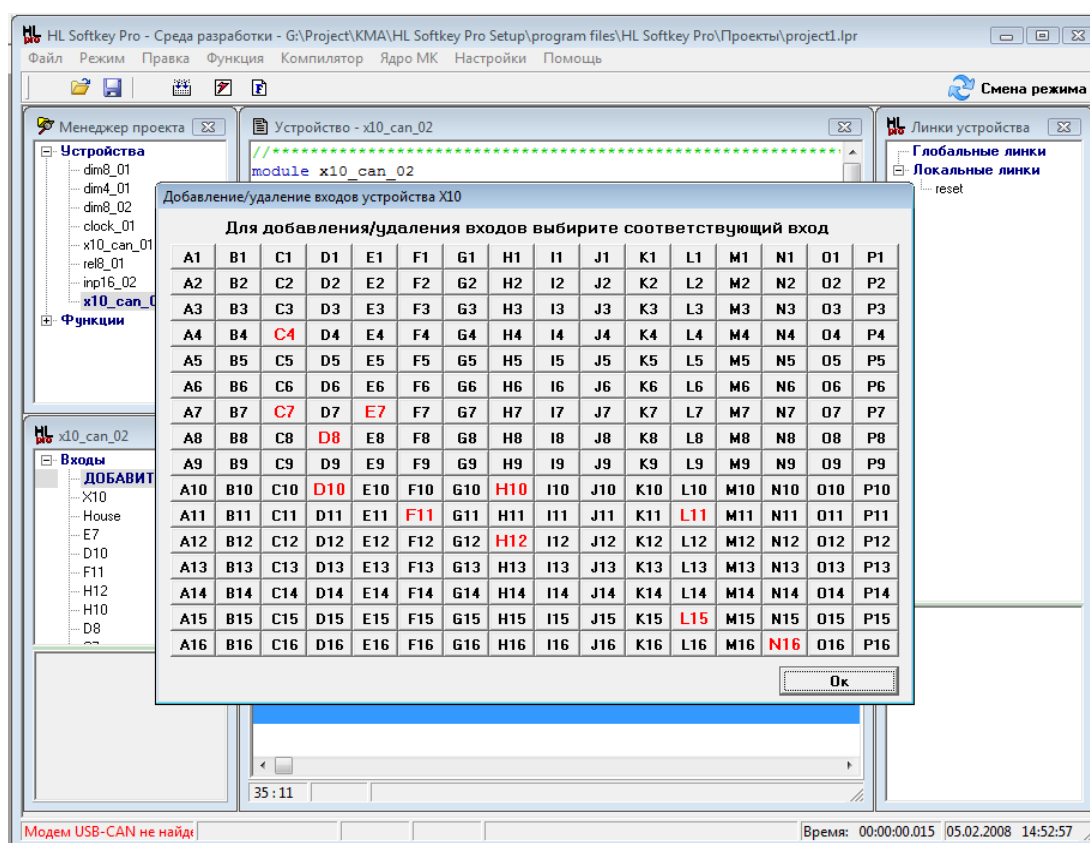 HL pro HL Softkey Pro - Среда разработки - G:\Project\KMA\HL Softkey Pro Setup\program files\HL Softkey Pro\Проекты\project1.lpr
Файл Режим Правка Функция Компилятор Ядро МК Настройки Помощь
Смена режима
Менеджер проекта
Устройства
dim8_01
dim4_01
dim8_02
clock_01
x10_can_01
rel8_01
inp16_02
x10_can_0
Функции
Устройство - x10_can_02
//************************************************************
module x10_can_02
HL pro Линки устройства
Глобальные линки
Локальные линки
reset
Добавление/удаление входов устройства X10
Для добавления/удаления входов выбирите соответствующий вход
A1 B1 C1 D1 E1 F1 G1 H1 I1 J1 K1 L1 M1 N1 O1 P1
A2 B2 C2 D2 E2 F2 G2 H2 I2 J2 K2 L2 M2 N2 O2 P2
A3 B3 C3 D3 E3 F3 G3 H3 I3 J3 K3 L3 M3 N3 O3 P3
A4 B4 C4 D4 E4 F4 G4 H4 I4 J4 K4 L4 M4 N4 O4 P4
A5 B5 C5 D5 E5 F5 G5 H5 I5 J5 K5 L5 M5 N5 O5 P5
A6 B6 C6 D6 E6 F6 G6 H6 I6 J6 K6 L6 M6 N6 O6 P6
A7 B7 C7 D7 E7 F7 G7 H7 I7 J7 K7 L7 M7 N7 O7 P7
A8 B8 C8 D8 E8 F8 G8 H8 I8 J8 K8 L8 M8 N8 O8 P8
A9 B9 C9 D9 E9 F9 G9 H9 I9 J9 K9 L9 M9 N9 O9 P9
A10 B10 C10 D10 E10 F10 G10 H10 I10 J10 K10 L10 M10 N10 O10 P10
A11 B11 C11 D11 E11 F11 G11 H11 I11 J11 K11 L11 M11 N11 O11 P11
A12 B12 C12 D12 E12 F12 G12 H12 I12 J12 K12 L12 M12 N12 O12 P12
A13 B13 C13 D13 E13 F13 G13 H13 I13 J13 K13 L13 M13 N13 O13 P13
A14 B14 C14 D14 E14 F14 G14 H14 I14 J14 K14 L14 M14 N14 O14 P14
A15 B15 C15 D15 E15 F15 G15 H15 I15 J15 K15 L15 M15 N15 O15 P15
A16 B16 C16 D16 E16 F16 G16 H16 I16 J16 K16 L16 M16 N16 O16 P16
Ок
HL pro x10_can_02
Входы
ДОБАВИТ
X10
House
E7
D10
F11
H12
H10
D8
35:11
Модем USB-CAN не найде
Время: 00:00:00.015 05.02.2008 14:52:57